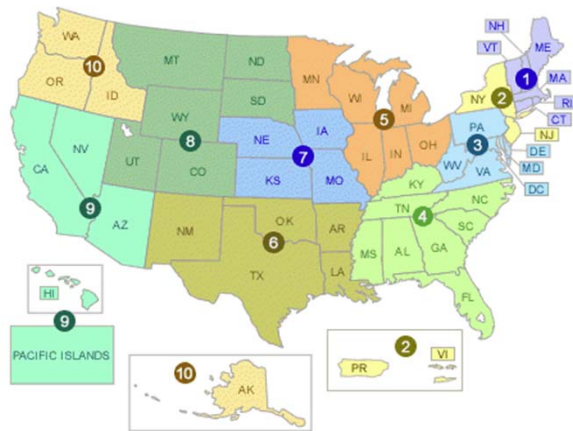 NH
WA
VT
ME
MT
ND
10
MN
1
MA
OR
ID
WI
NY
2
SD
MI
RI
WY
5
CT
PA
NJ
NE
IA
8
3
NV
7
IL
IN
OH
DE
UT
CO
WV
VA
CA
MD
KS
MO
KY
DC
NC
9
TN
4
OK
AZ
NM
6
AR
SC
MS
AL
GA
TX
LA
HI
FL
9
2
PACIFIC ISLANDS
VI
10
PR
AK